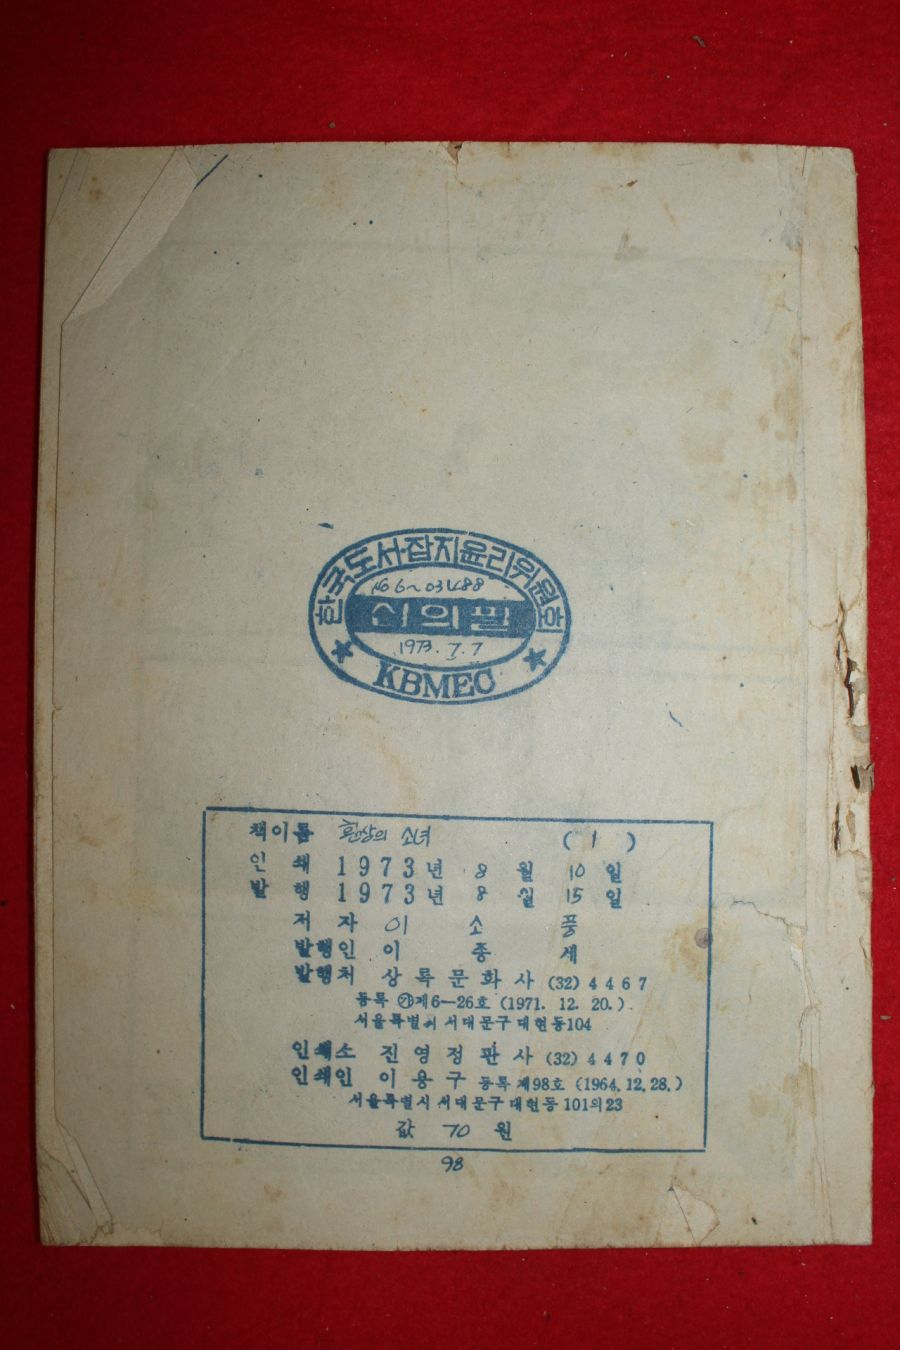 한국도서잡지윤리위원회
№6~03488
심의필
1973. 7. 7
KBMEC
책이름 환상의 소녀 ( 1 )
인쇄 1973년 8월 10일
발행 1973년 8월 15일
저자 이소풍
발행인 이종세
발행처 상록문화사 (32) 4467
등록 ㉮제6-26호 (1971. 12. 20.)
서울특별시 서대문구 대현동104
인쇄소 진영정판사 (32) 4470
인쇄인 이용구 등록 제98호 (1964. 12. 28.)
서울특별시 서대문구 대현동 101의23
값 70 원
98